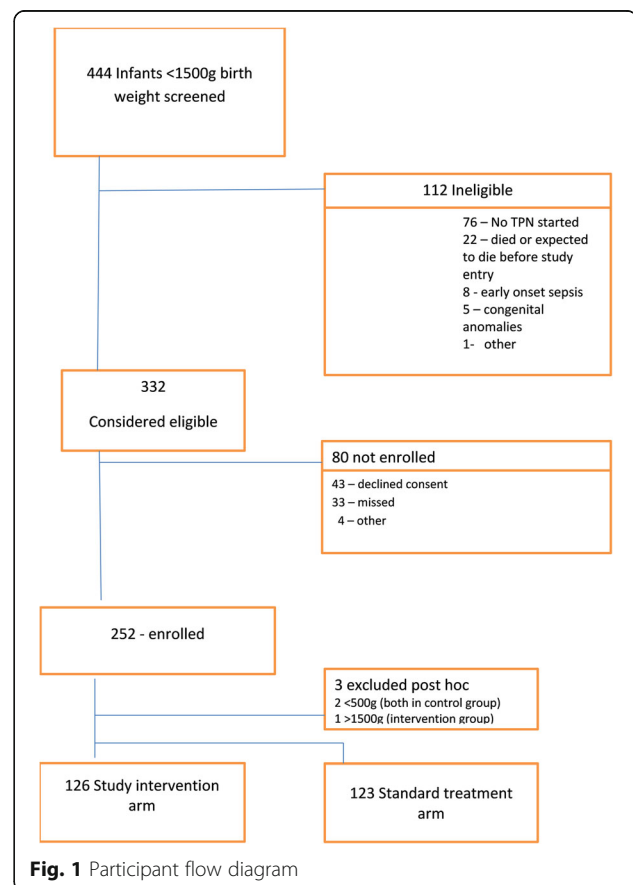 444 Infants <1500g birth
weight screened
112 Ineligible
76 – No TPN started
22 – died or expected
to die before study
entry
8 - early onset sepsis
5 – congenital
anomalies
1- other
332
Considered eligible
80 not enrolled
43 – declined consent
33 – missed
4 – other
252 - enrolled
3 excluded post hoc
2 <500g (both in control group)
1 >1500g (intervention group)
126 Study intervention
arm
123 Standard treatment
arm
Fig. 1 Participant flow diagram